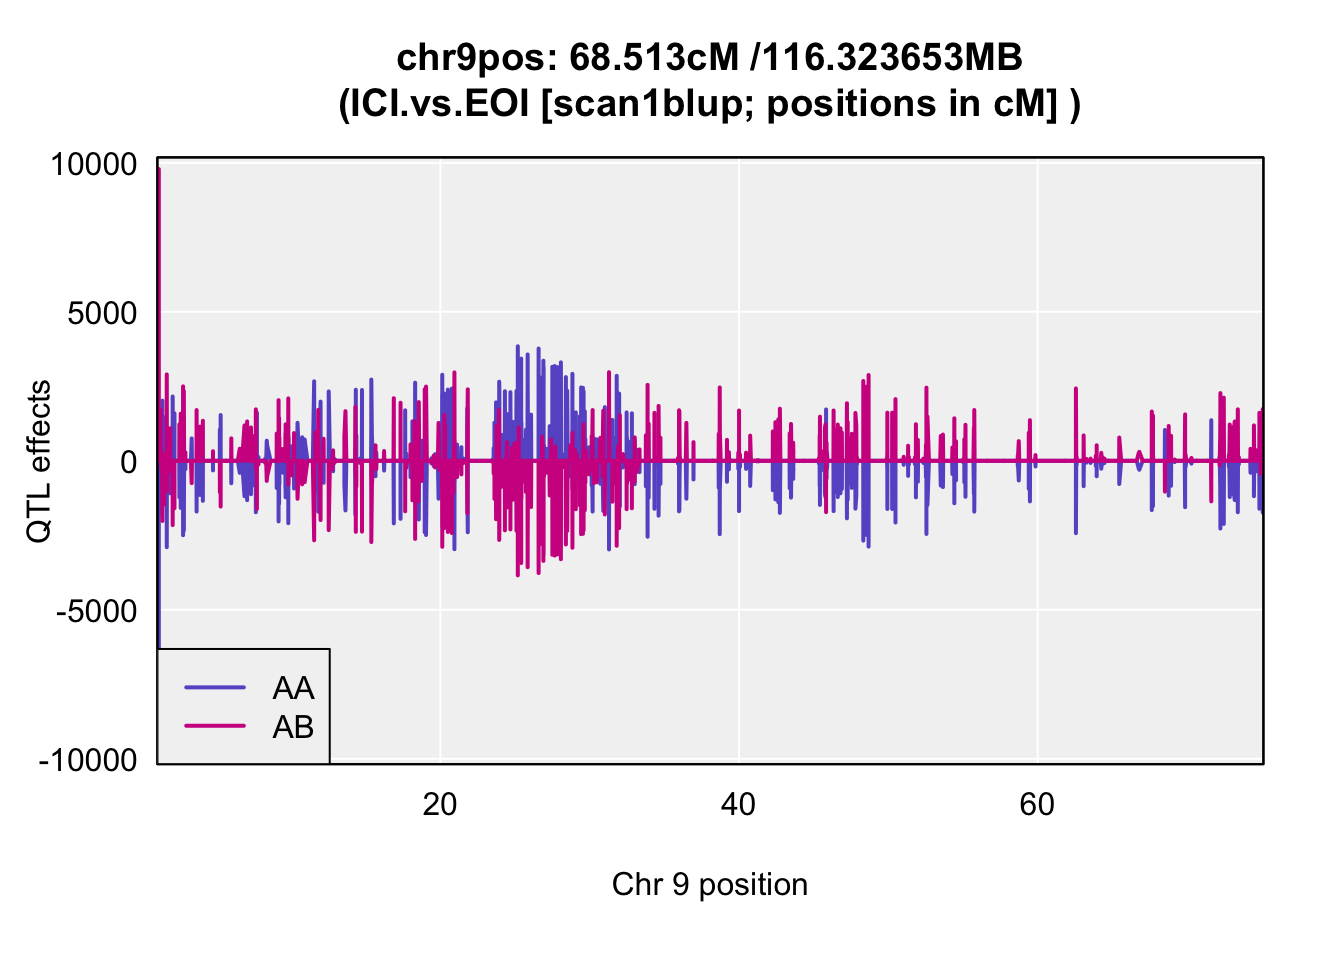 chr9pos: 68.513cM /116.323653MB
(ICI.vs.EOI [scan1blup; positions in cM] )
10000
5000
0
-5000
-10000
QTL effects
AA
AB
20
40
60
Chr 9 position